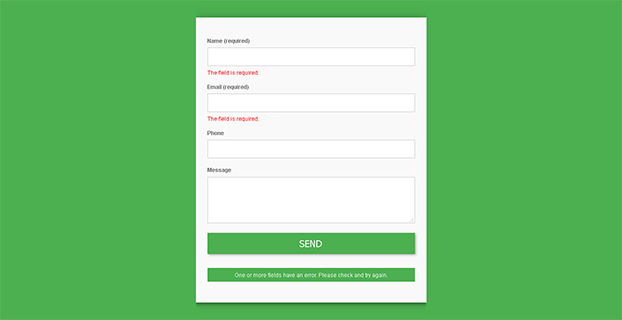 Name (required)
The field is required.
Email (required)
The field is required.
Phone
Message
SEND
One or more fields have an error. Please check and try again.